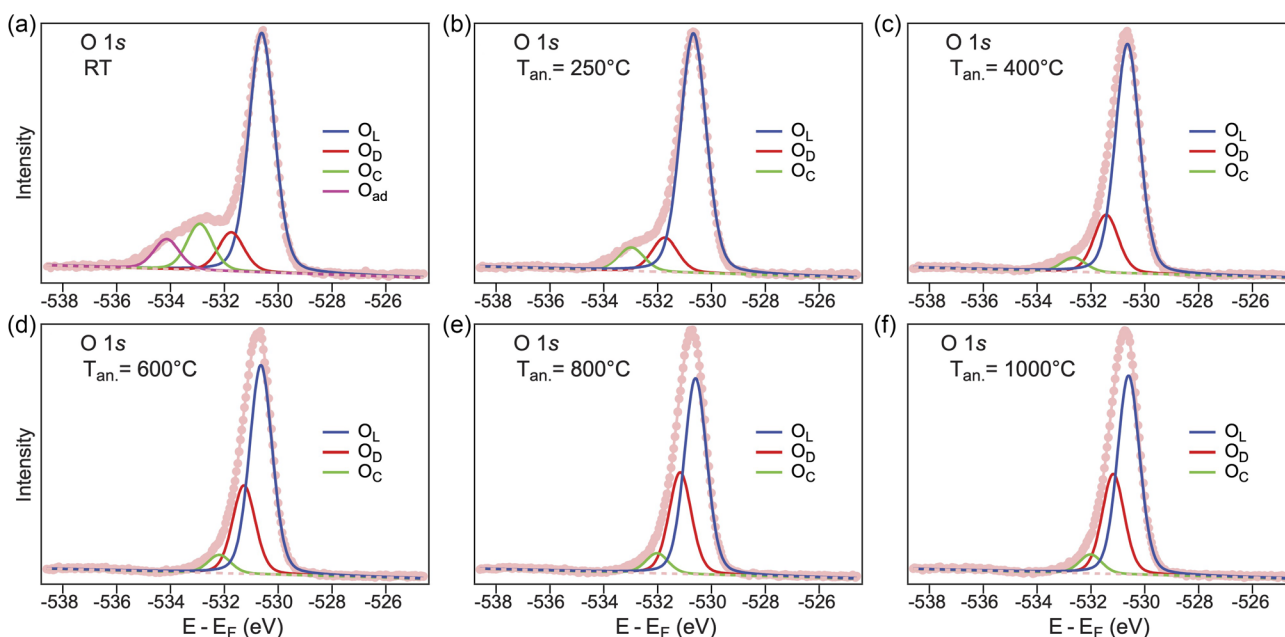 (a)
O 1s
RT
O_L
O_D
O_C
O_ad
Intensity
-538 -536 -534 -532 -530 -528 -526
(b)
O 1s
T_an. = 250°C
O_L
O_D
O_C
-538 -536 -534 -532 -530 -528 -526
(c)
O 1s
T_an. = 400°C
O_L
O_D
O_C
-538 -536 -534 -532 -530 -528 -526
(d)
O 1s
T_an. = 600°C
O_L
O_D
O_C
Intensity
-538 -536 -534 -532 -530 -528 -526
E - E_F (eV)
(e)
O 1s
T_an. = 800°C
O_L
O_D
O_C
-538 -536 -534 -532 -530 -528 -526
E - E_F (eV)
(f)
O 1s
T_an. = 1000°C
O_L
O_D
O_C
-538 -536 -534 -532 -530 -528 -526
E - E_F (eV)